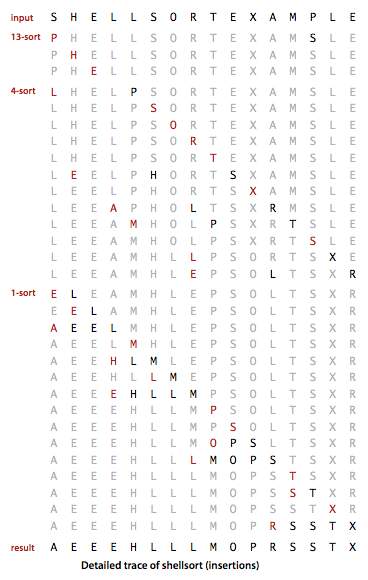 input S H E L L S O R T E X A M P L E
13-sort P H E L L S O R T E X A M S L E
P H E L L S O R T E X A M S L E
P H E L L S O R T E X A M S L E
4-sort L H E L P S O R T E X A M S L E
L H E L P S O R T E X A M S L E
L H E L P S O R T E X A M S L E
L H E L P S O R T E X A M S L E
L H E L P S O R T E X A M S L E
L E E L P H O R T S X A M S L E
L E E L P H O R T S X A M S L E
L E E A P H O L T S X R M S L E
L E E A M H O L P S X R T S L E
L E E A M H O L P S X R T S L E
L E E A M H L L P S O R T S X E
L E E A M H L E P S O L T S X R
1-sort E L E A M H L E P S O L T S X R
E E L A M H L E P S O L T S X R
A E E L M H L E P S O L T S X R
A E E L M H L E P S O L T S X R
A E E H L M L E P S O L T S X R
A E E H L L M E P S O L T S X R
A E E E H L L M P S O L T S X R
A E E E H L L M P S O L T S X R
A E E E H L L M P S O L T S X R
A E E E H L L M O P S L T S X R
A E E E H L L L M O P S T S X R
A E E E H L L L M O P S T S X R
A E E E H L L L M O P S S T X R
A E E E H L L L M O P S S T X R
A E E E H L L L M O P R S S T X
result A E E E H L L L M O P R S S T X
Detailed trace of shellsort (insertions)